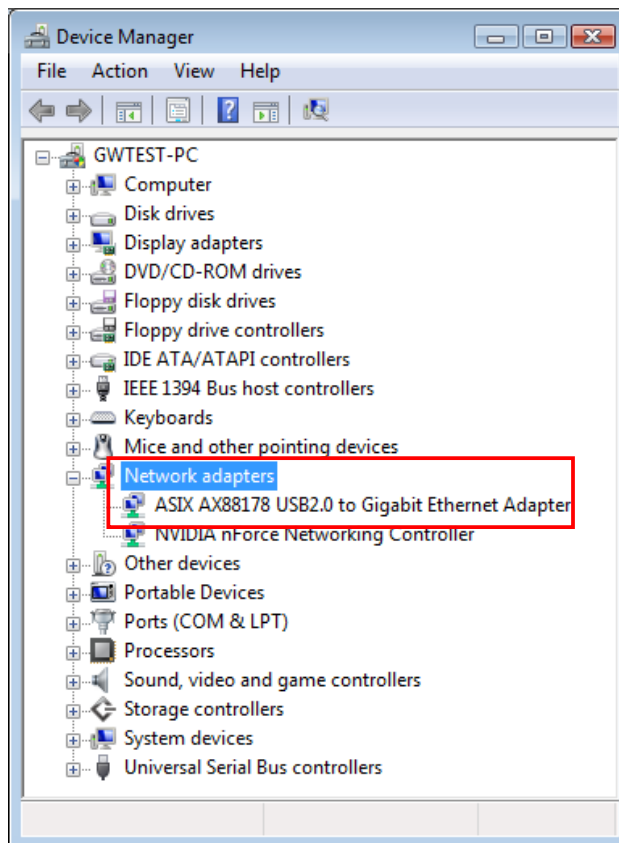 Device Manager
File Action View Help
GWTEST-PC
Computer
Disk drives
Display adapters
DVD/CD-ROM drives
Floppy disk drives
Floppy drive controllers
IDE ATA/ATAPI controllers
IEEE 1394 Bus host controllers
Keyboards
Mice and other pointing devices
Network adapters
ASIX AX88178 USB2.0 to Gigabit Ethernet Adapter
NVIDIA nForce Networking Controller
Other devices
Portable Devices
Ports (COM & LPT)
Processors
Sound, video and game controllers
Storage controllers
System devices
Universal Serial Bus controllers